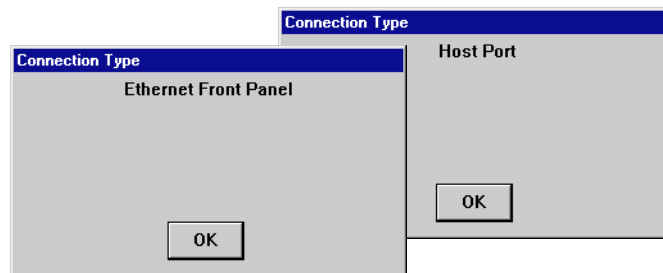 Connection Type
Host Port
OK
Connection Type
Ethernet Front Panel
OK